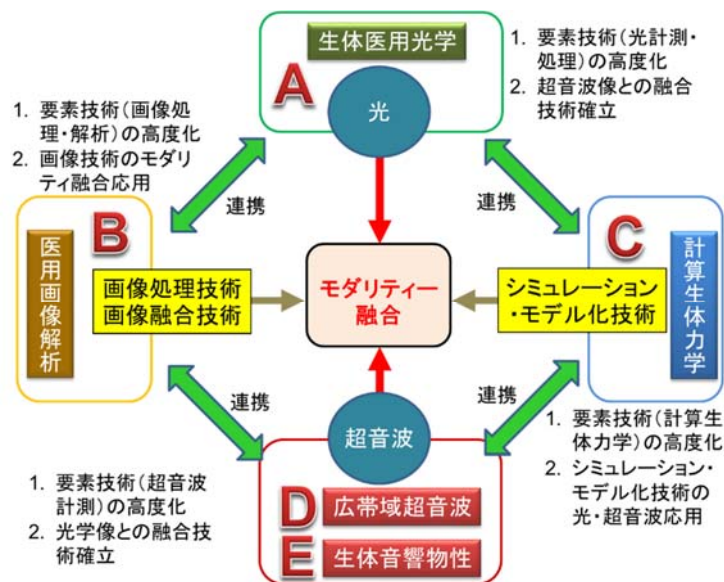 生体医用光学
A
光
1. 要素技術(光計測・
処理)の高度化
2. 超音波像との融合
技術確立
1. 要素技術(画像処
理・解析)の高度化
2. 画像技術のモダリ
ティ融合応用
連携
連携
B
医用画像解析
画像処理技術
画像融合技術
モダリティー
融合
C
シミュレーション
・モデル化技術
計算生体力学
連携
連携
超音波
1. 要素技術(計算生
体力学)の高度化
2. シミュレーション・
モデル化技術の
光・超音波応用
1. 要素技術(超音波
計測)の高度化
2. 光学像との融合技
術確立
D 広帯域超音波
E 生体音響物性